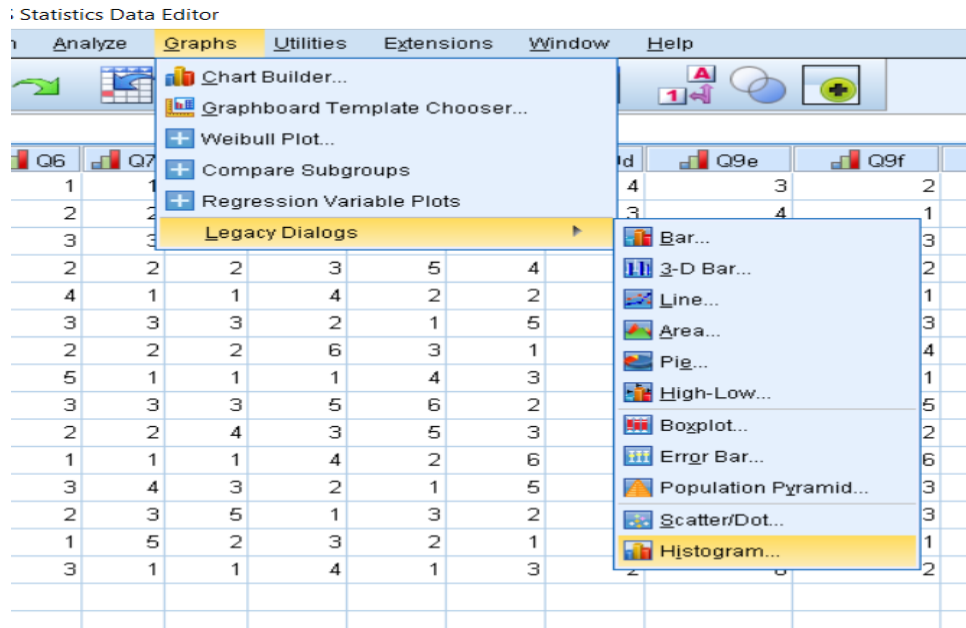 Statistics Data Editor
Analyze Graphs Utilities Extensions Window Help
Chart Builder...
Graphboard Template Chooser...
Weibull Plot...
Compare Subgroups
Regression Variable Plots
Legacy Dialogs
Bar...
3-D Bar...
Line...
Area...
Pie...
High-Low...
Boxplot...
Error Bar...
Population Pyramid...
Scatter/Dot...
Histogram...
A
1
Q6 Q7 d Q9e Q9f
1 1 4 3 2
2 2 3 4 1
3 3 3
2 2 2 3 5 4 2
4 1 1 4 2 2 1
3 3 3 2 1 5 3
2 2 2 6 3 1 4
5 1 1 1 4 3 1
3 3 3 5 6 2 5
2 2 4 3 5 3 2
1 1 1 4 2 6 6
3 4 3 2 1 5 3
2 3 5 1 3 2 3
1 5 2 3 2 1 1
3 1 1 4 1 3 2